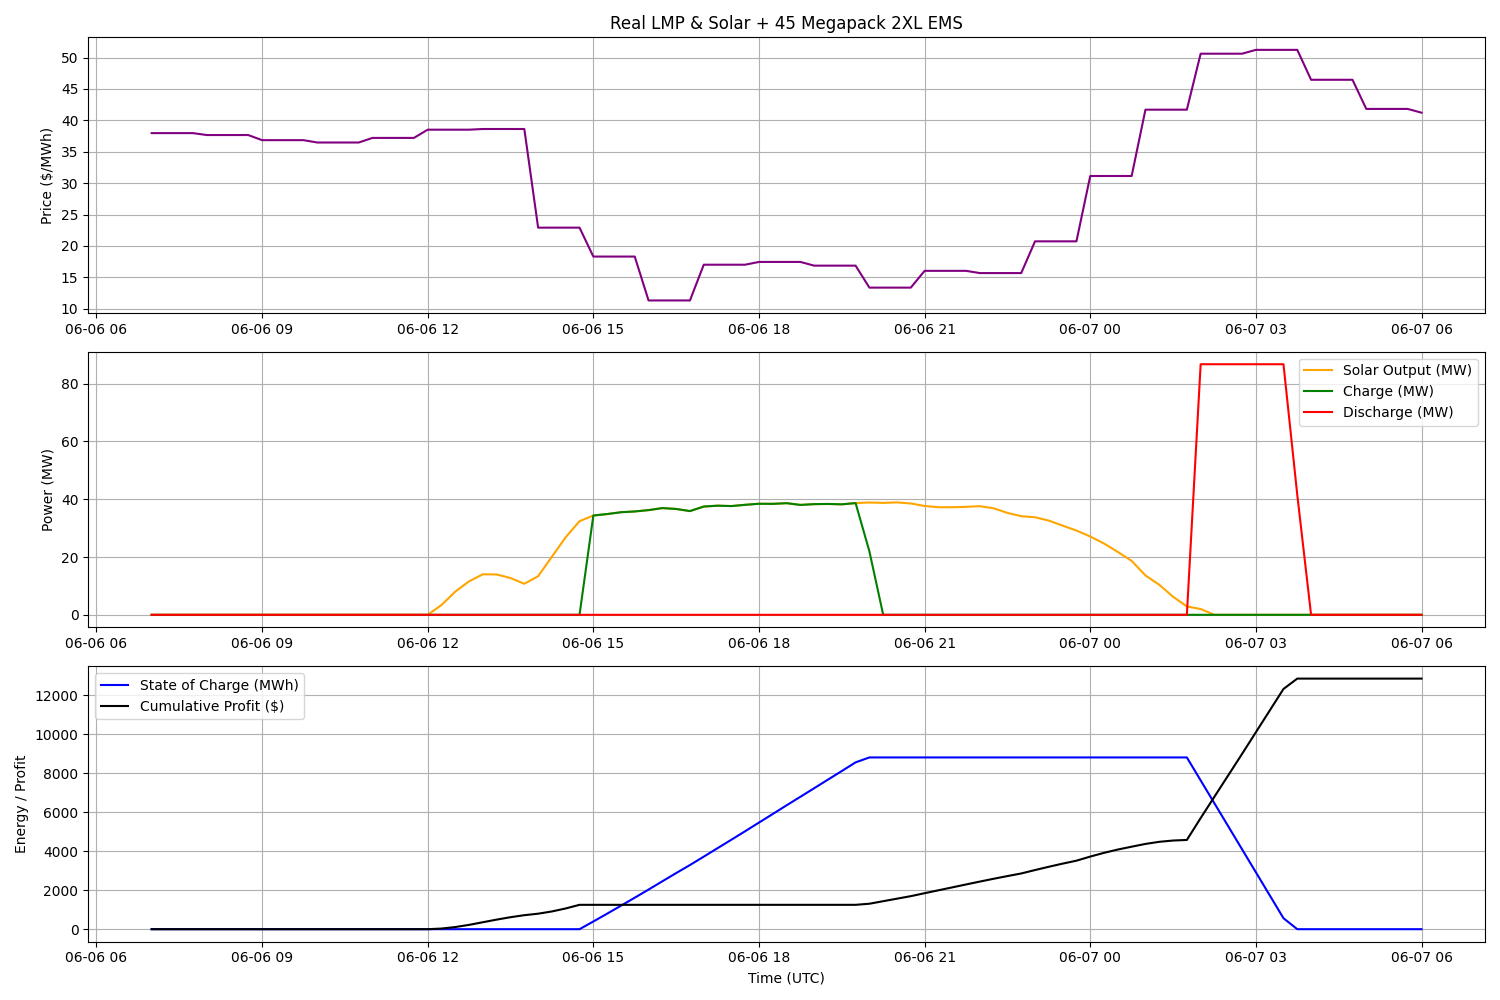 Real LMP & Solar + 45 Megapack 2XL EMS
Price ($/MWh)
50
45
40
35
30
25
20
15
10
06-06 06 06-06 09 06-06 12 06-06 15 06-06 18 06-06 21 06-07 00 06-07 03 06-07 06
Power (MW)
80
60
40
20
0
Solar Output (MW)
Charge (MW)
Discharge (MW)
06-06 06 06-06 09 06-06 12 06-06 15 06-06 18 06-06 21 06-07 00 06-07 03 06-07 06
Energy / Profit
12000
10000
8000
6000
4000
2000
0
State of Charge (MWh)
Cumulative Profit ($)
06-06 06 06-06 09 06-06 12 06-06 15 06-06 18 06-06 21 06-07 00 06-07 03 06-07 06
Time (UTC)